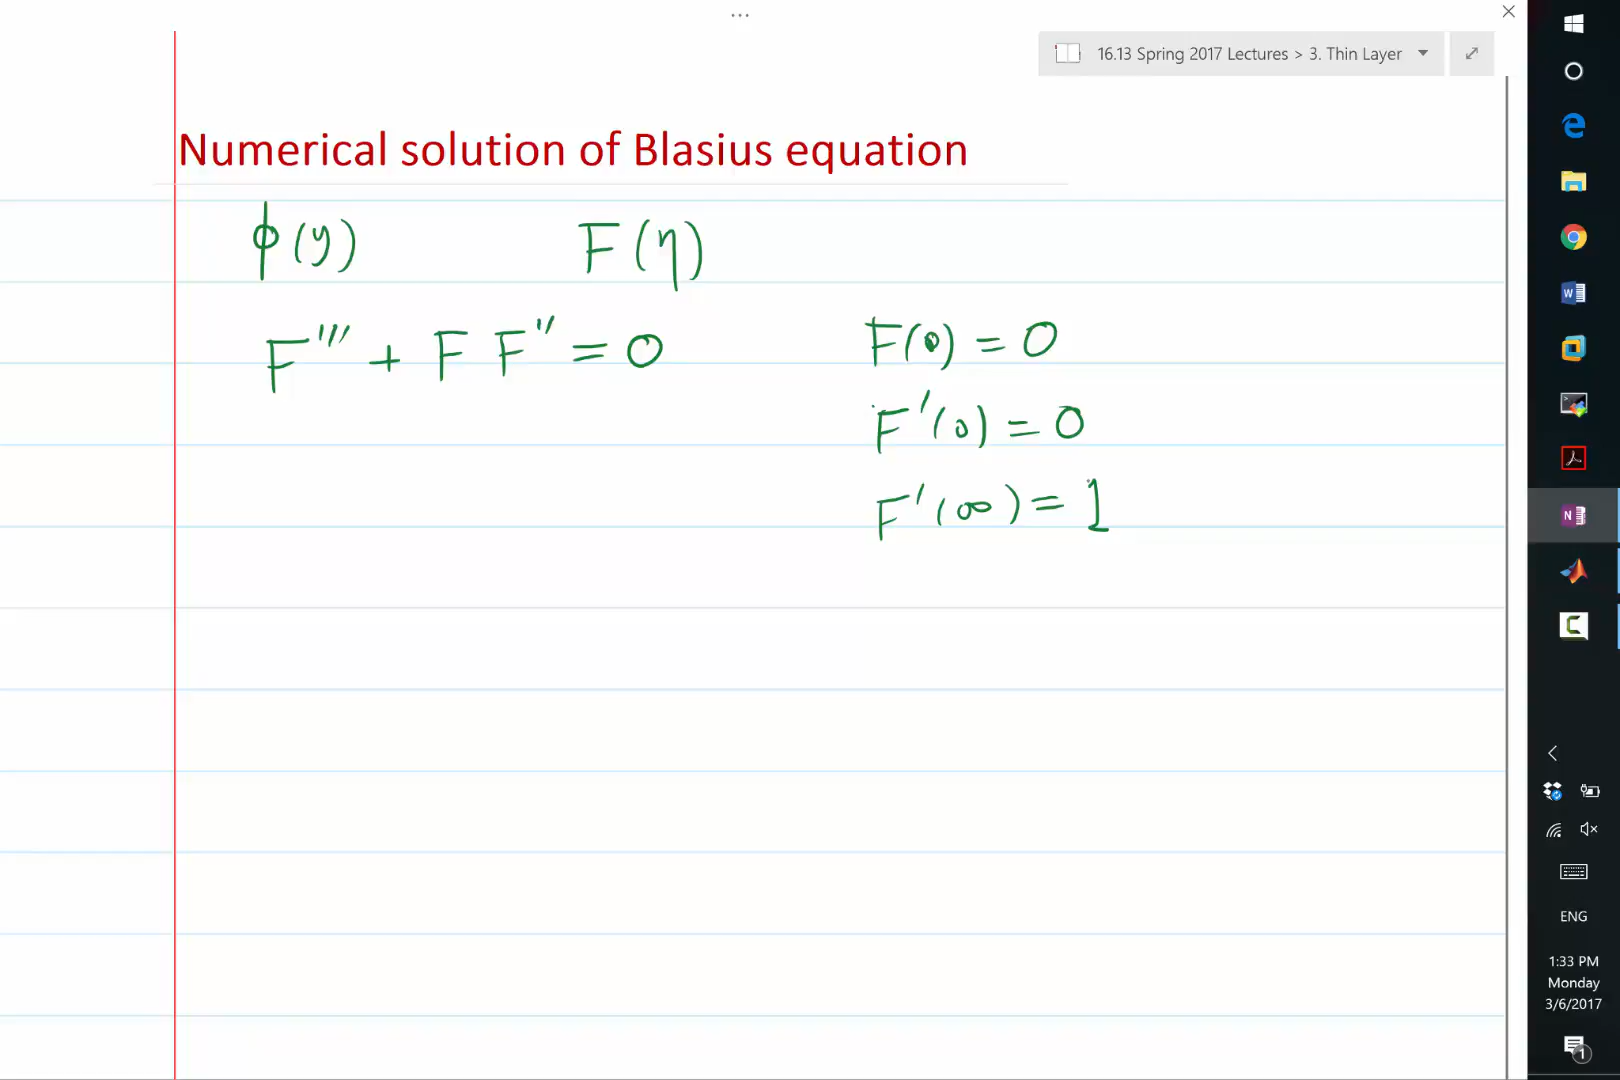 16.13 Spring 2017 Lectures > 3. Thin Layer
Numerical solution of Blasius equation
ϕ(y) F(η)
F''' + F F'' = 0
F(0) = 0
F'(0) = 0
F'(∞) = 1
ENG
1:33 PM
Monday
3/6/2017
1